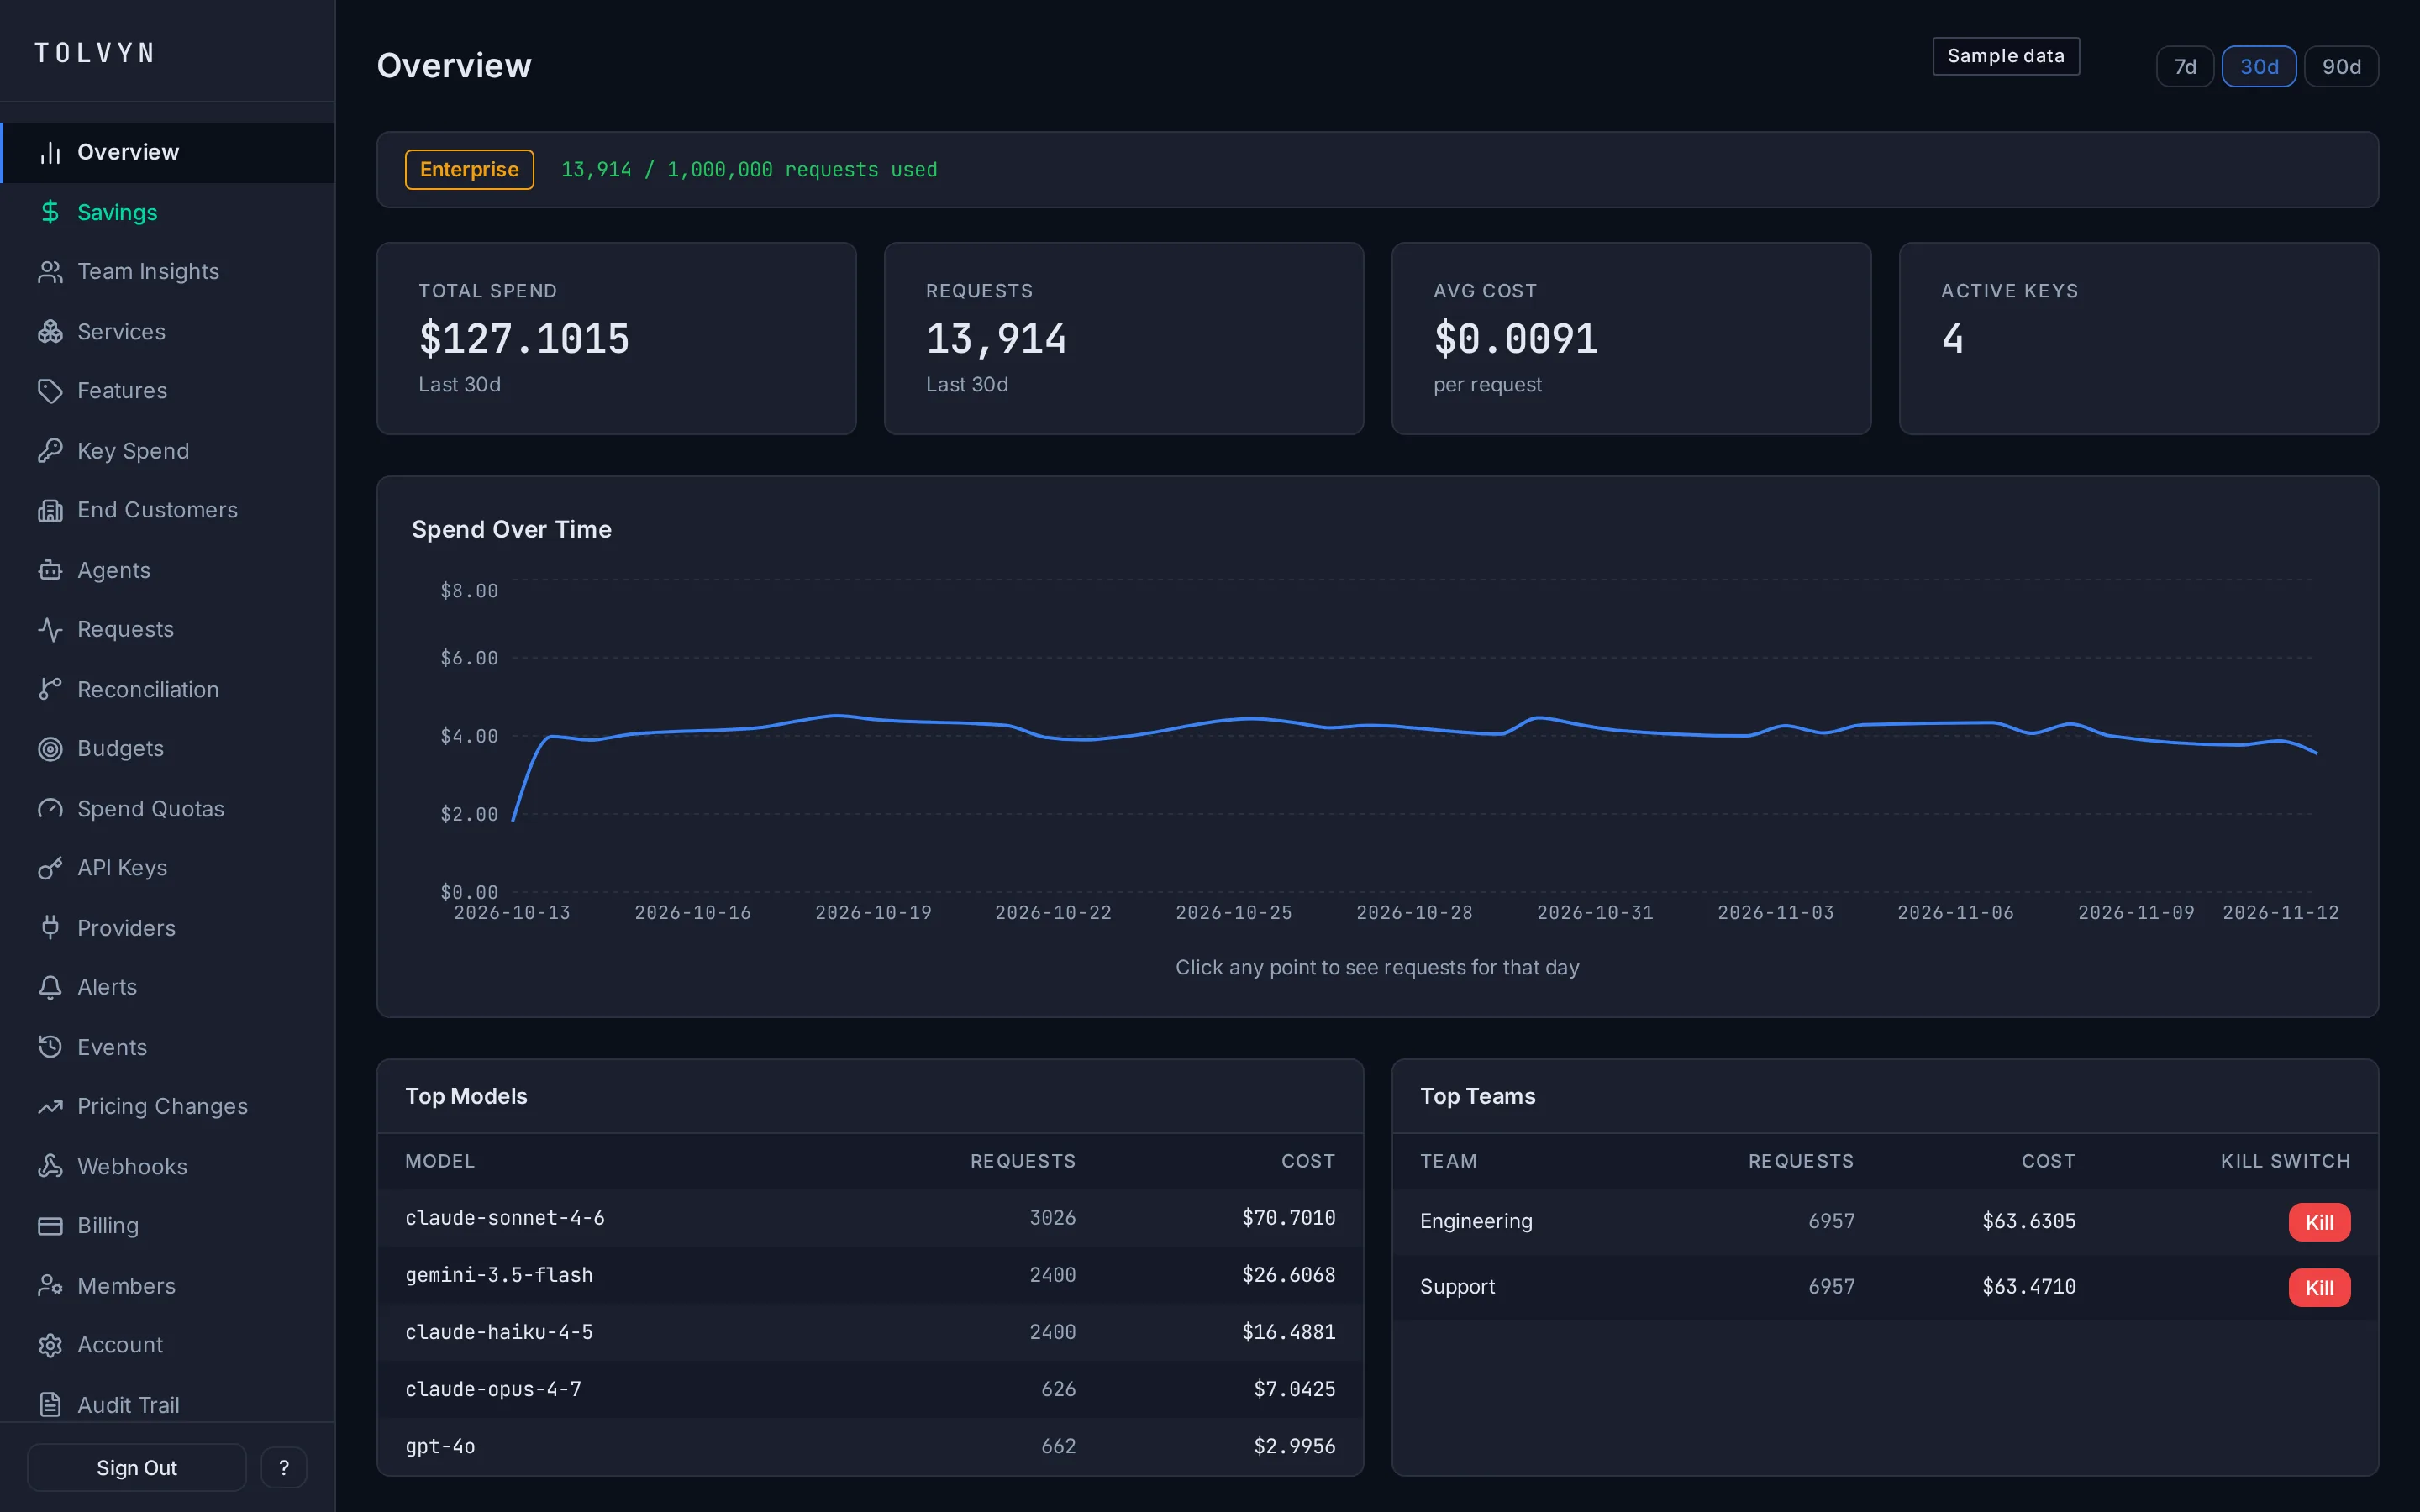 TOLVYN
Overview
Savings
Team Insights
Services
Features
Key Spend
End Customers
Agents
Requests
Reconciliation
Budgets
Spend Quotas
API Keys
Providers
Alerts
Events
Pricing Changes
Webhooks
Billing
Members
Account
Audit Trail
Sign Out ?
Overview
Sample data
7d 30d 90d
Enterprise 13,914 / 1,000,000 requests used
TOTAL SPEND
$127.1015
Last 30d
REQUESTS
13,914
Last 30d
AVG COST
$0.0091
per request
ACTIVE KEYS
4
Spend Over Time
$8.00
$6.00
$4.00
$2.00
$0.00
2026-10-13 2026-10-16 2026-10-19 2026-10-22 2026-10-25 2026-10-28 2026-10-31 2026-11-03 2026-11-06 2026-11-09 2026-11-12
Click any point to see requests for that day
Top Models
MODEL REQUESTS COST
claude-sonnet-4-6 3026 $70.7010
gemini-3.5-flash 2400 $26.6068
claude-haiku-4-5 2400 $16.4881
claude-opus-4-7 626 $7.0425
gpt-4o 662 $2.9956
Top Teams
TEAM REQUESTS COST KILL SWITCH
Engineering 6957 $63.6305 Kill
Support 6957 $63.4710 Kill